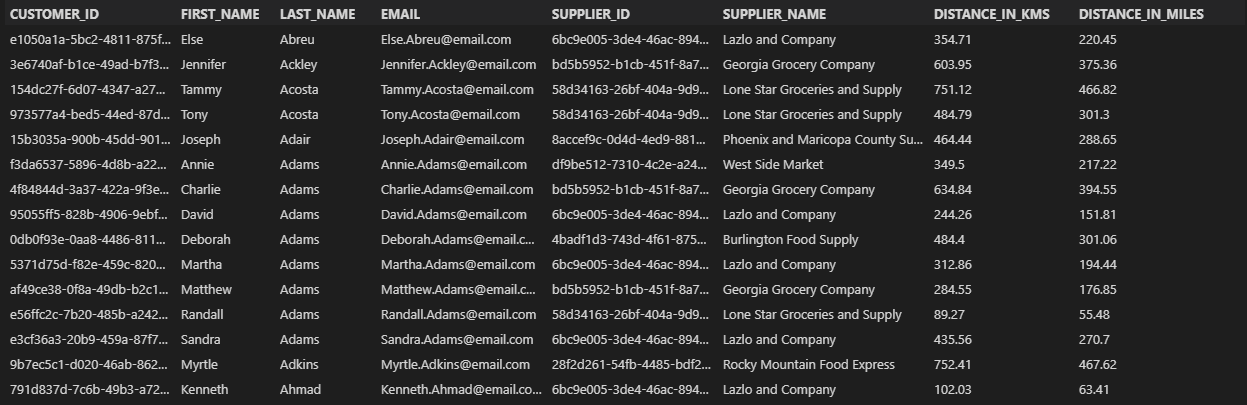 CUSTOMER_ID FIRST_NAME LAST_NAME EMAIL SUPPLIER_ID SUPPLIER_NAME DISTANCE_IN_KMS DISTANCE_IN_MILES
e1050a1a-5bc2-4811-875f... Else Abreu Else.Abreu@email.com 6bc9e005-3de4-46ac-894... Lazlo and Company 354.71 220.45
3e6740af-b1ce-49ad-b7f3... Jennifer Ackley Jennifer.Ackley@email.com bd5b5952-b1cb-451f-8a7... Georgia Grocery Company 603.95 375.36
154dc27f-6d07-4347-a27... Tammy Acosta Tammy.Acosta@email.com 58d34163-26bf-404a-9d9... Lone Star Groceries and Supply 751.12 466.82
973577a4-bed5-44ed-87d... Tony Acosta Tony.Acosta@email.com 58d34163-26bf-404a-9d9... Lone Star Groceries and Supply 484.79 301.3
15b3035a-900b-45dd-901... Joseph Adair Joseph.Adair@email.com 8accef9c-0d4d-4ed9-881... Phoenix and Maricopa County Su... 464.44 288.65
f3da6537-5896-4d8b-a22... Annie Adams Annie.Adams@email.com df9be512-7310-4c2e-a24... West Side Market 349.5 217.22
4f84844d-3a37-422a-9f3e... Charlie Adams Charlie.Adams@email.com bd5b5952-b1cb-451f-8a7... Georgia Grocery Company 634.84 394.55
95055ff5-828b-4906-9ebf... David Adams David.Adams@email.com 6bc9e005-3de4-46ac-894... Lazlo and Company 244.26 151.81
0db0f93e-0aa8-4486-811... Deborah Adams Deborah.Adams@email.c... 4badf1d3-743d-4f61-875... Burlington Food Supply 484.4 301.06
5371d75d-f82e-459c-820... Martha Adams Martha.Adams@email.com 6bc9e005-3de4-46ac-894... Lazlo and Company 312.86 194.44
af49ce38-0f8a-49db-b2c1... Matthew Adams Matthew.Adams@email.c... bd5b5952-b1cb-451f-8a7... Georgia Grocery Company 284.55 176.85
e56ffc2c-7b20-485b-a242... Randall Adams Randall.Adams@email.com 58d34163-26bf-404a-9d9... Lone Star Groceries and Supply 89.27 55.48
e3cf36a3-20b9-459a-87f7... Sandra Adams Sandra.Adams@email.com 6bc9e005-3de4-46ac-894... Lazlo and Company 435.56 270.7
9b7ec5c1-d020-46ab-862... Myrtle Adkins Myrtle.Adkins@email.com 28f2d261-54fb-4485-bdf2... Rocky Mountain Food Express 752.41 467.62
791d837d-7c6b-49b3-a72... Kenneth Ahmad Kenneth.Ahmad@email.co... 6bc9e005-3de4-46ac-894... Lazlo and Company 102.03 63.41